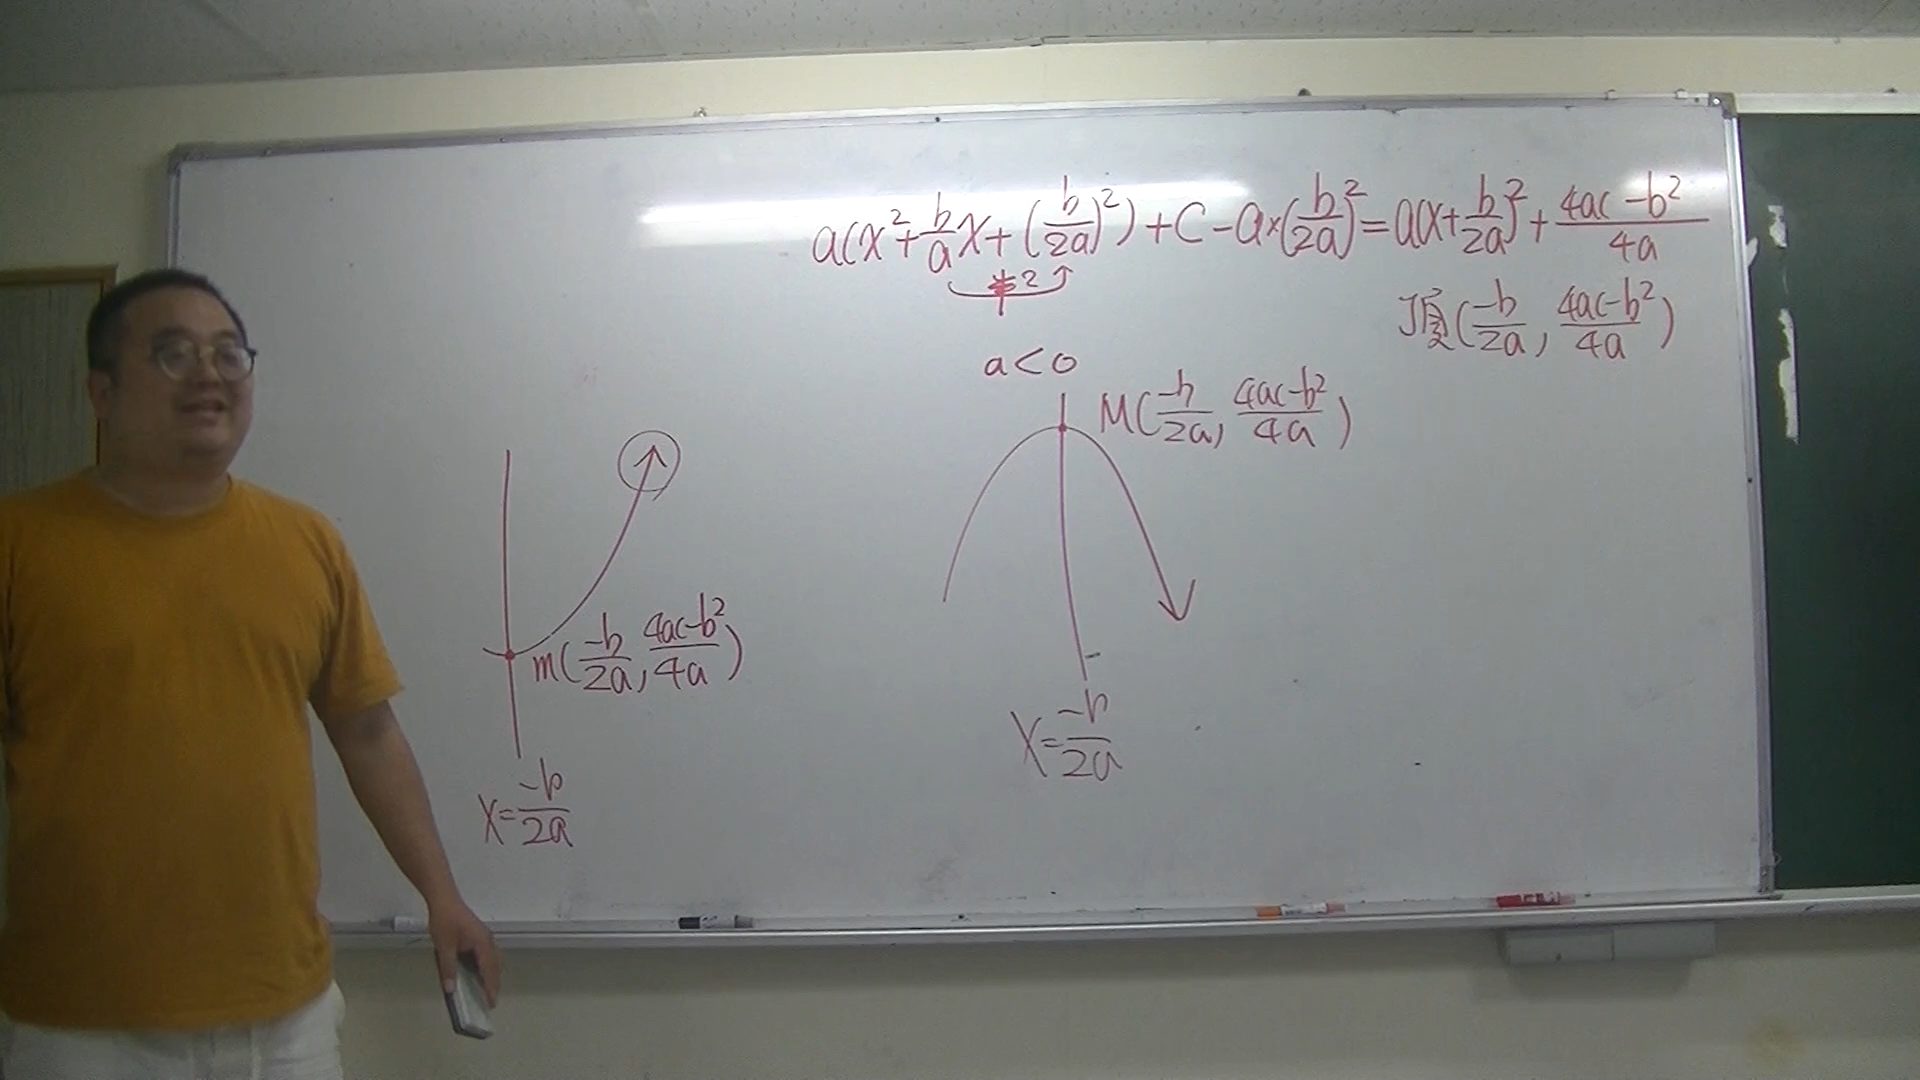 a(x²+b/a x+(b/2a)²)+C-a×(b/2a)²=a(x+b/2a)²+4ac-b²/4a
÷2
頂(-b/2a, 4ac-b²/4a)
a<0
M(-b/2a, 4ac-b²/4a)
m(-b/2a, 4ac-b²/4a)
X=-b/2a
X=-b/2a